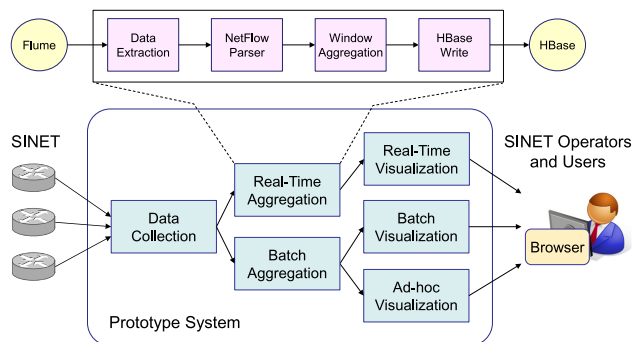 Flume
Data
Extraction
NetFlow
Parser
Window
Aggregation
HBase
Write
HBase
SINET
Real-Time
Visualization
SINET Operators
and Users
Real-Time
Aggregation
Data
Collection
Batch
Visualization
Batch
Aggregation
Browser
Ad-hoc
Visualization
Prototype System